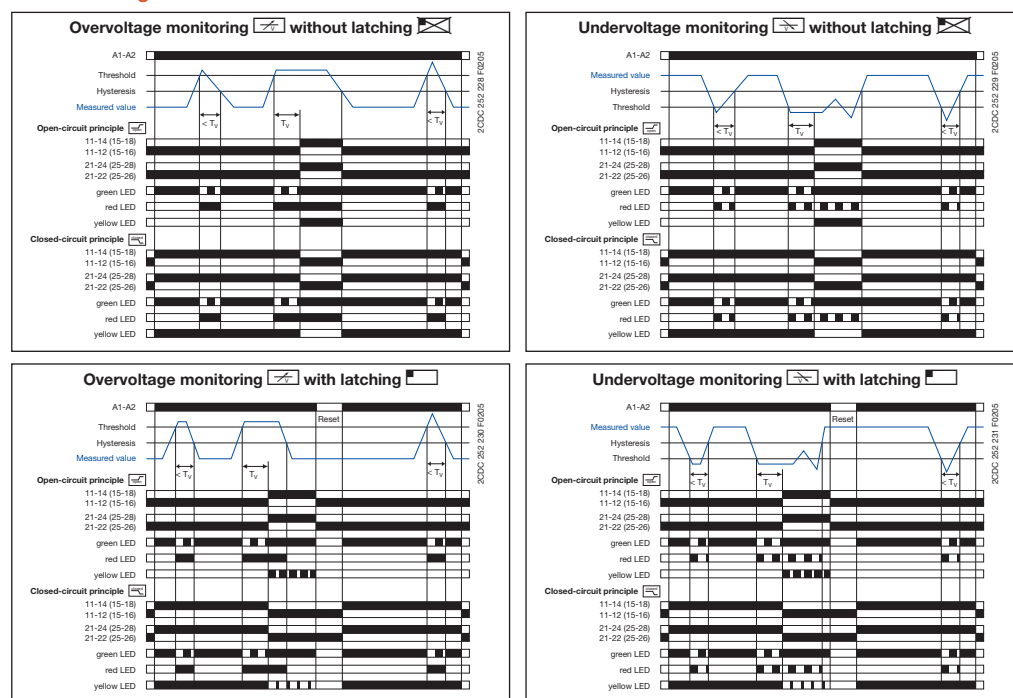 Overvoltage monitoring V without latching
A1-A2
Threshold
Hysteresis
Measured value
< Tv
Tv
< Tv
Open-circuit principle
11-14 (15-18)
11-12 (15-16)
21-24 (25-28)
21-22 (25-26)
green LED
red LED
yellow LED
Closed-circuit principle closed
11-14 (15-18)
11-12 (15-16)
21-24 (25-28)
21-22 (25-26)
green LED
red LED
yellow LED
2CDC 252 228 F0205
Undervoltage monitoring V without latching
A1-A2
Measured value
Hysteresis
Threshold
< Tv
Tv
< Tv
Open-circuit principle
11-14 (15-18)
11-12 (15-16)
21-24 (25-28)
21-22 (25-26)
green LED
red LED
yellow LED
Closed-circuit principle closed
11-14 (15-18)
11-12 (15-16)
21-24 (25-28)
21-22 (25-26)
green LED
red LED
yellow LED
2CDC 252 229 F0205
Overvoltage monitoring V with latching
A1-A2
Reset
Threshold
Hysteresis
Measured value
< Tv
Tv
< Tv
Open-circuit principle
11-14 (15-18)
11-12 (15-16)
21-24 (25-28)
21-22 (25-26)
green LED
red LED
yellow LED
Closed-circuit principle closed
11-14 (15-18)
11-12 (15-16)
21-24 (25-28)
21-22 (25-26)
green LED
red LED
yellow LED
2CDC 252 230 F0205
Undervoltage monitoring V with latching
A1-A2
Reset
Measured value
Hysteresis
Threshold
< Tv
Tv
< Tv
Open-circuit principle
11-14 (15-18)
11-12 (15-16)
21-24 (25-28)
21-22 (25-26)
green LED
red LED
yellow LED
Closed-circuit principle closed
11-14 (15-18)
11-12 (15-16)
21-24 (25-28)
21-22 (25-26)
green LED
red LED
yellow LED
2CDC 252 231 F0205